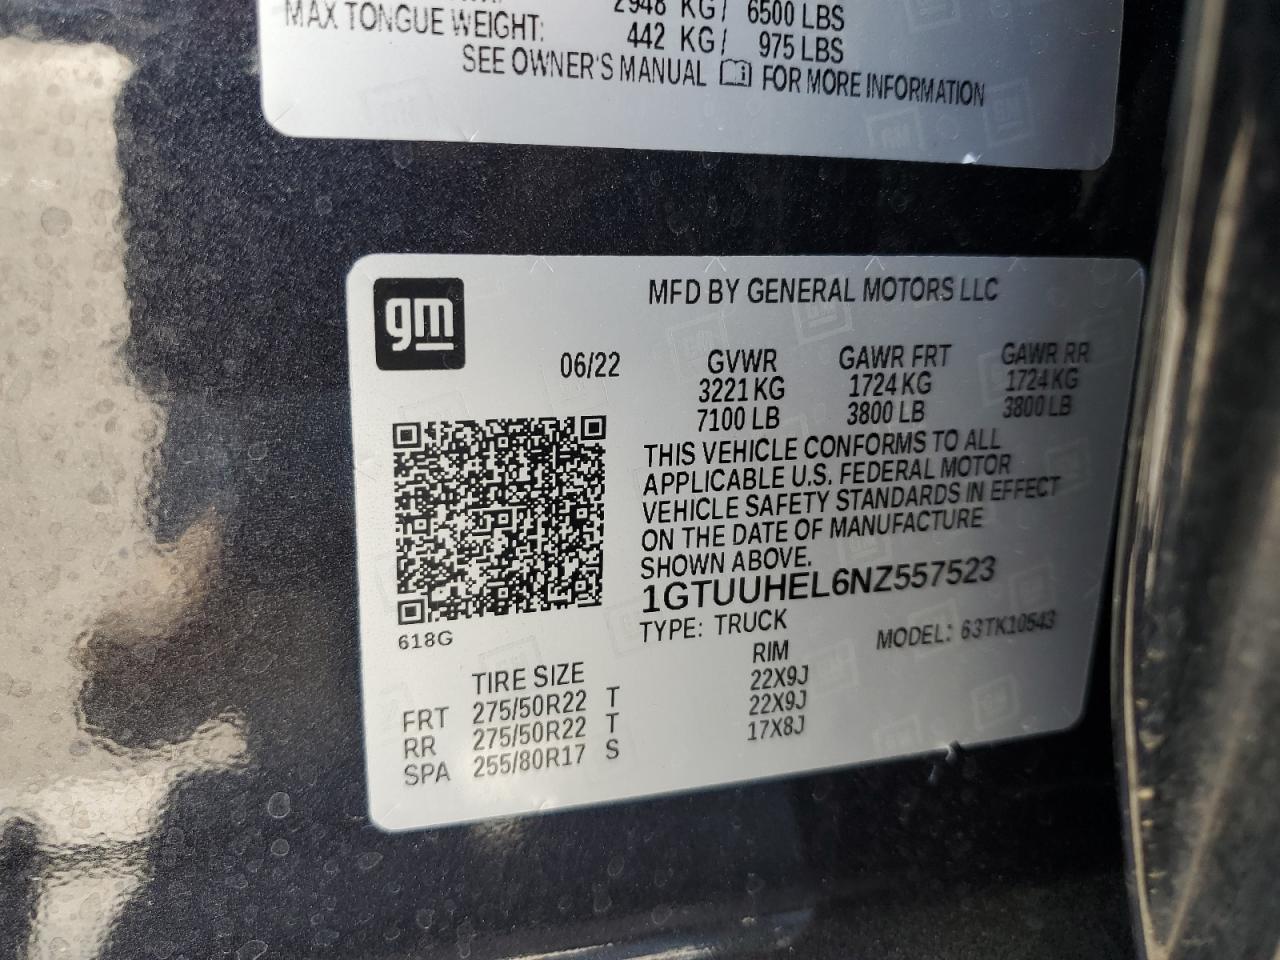 2948 KG/ 6500 LBS
MAX TONGUE WEIGHT: 442 KG/ 975 LBS
SEE OWNER'S MANUAL FOR MORE INFORMATION
gm
MFD BY GENERAL MOTORS LLC
06/22 GVWR GAWR FRT GAWR RR
3221 KG 1724 KG 1724 KG
7100 LB 3800 LB 3800 LB
THIS VEHICLE CONFORMS TO ALL
APPLICABLE U.S. FEDERAL MOTOR
VEHICLE SAFETY STANDARDS IN EFFECT
ON THE DATE OF MANUFACTURE
SHOWN ABOVE.
1GTUUHEL6NZ557523
618G
TYPE: TRUCK MODEL: 63TK10543
TIRE SIZE RIM
FRT 275/50R22 T 22X9J
RR 275/50R22 T 22X9J
SPA 255/80R17 S 17X8J